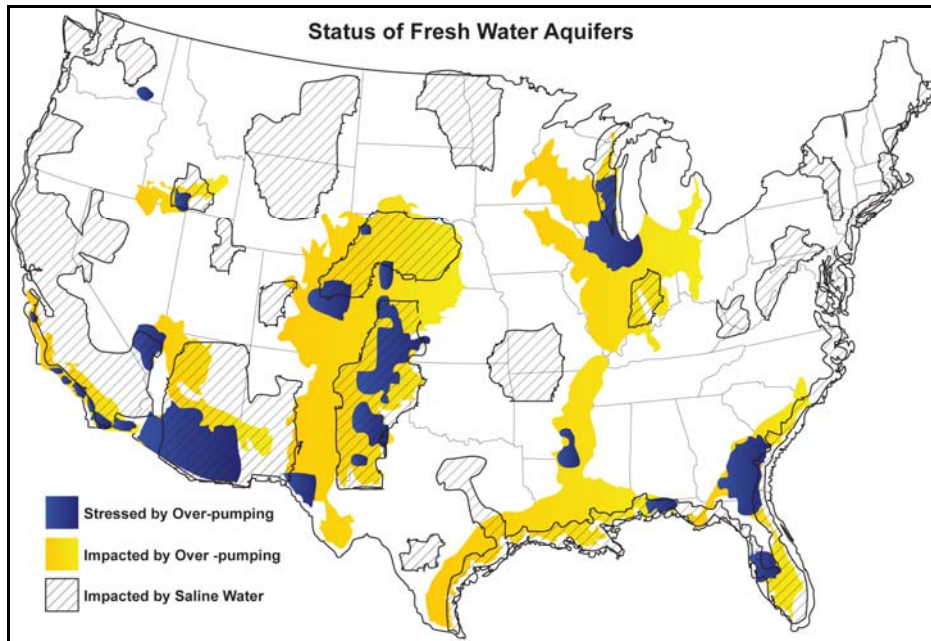 Status of Fresh Water Aquifers
Stressed by Over-pumping
Impacted by Over -pumping
Impacted by Saline Water